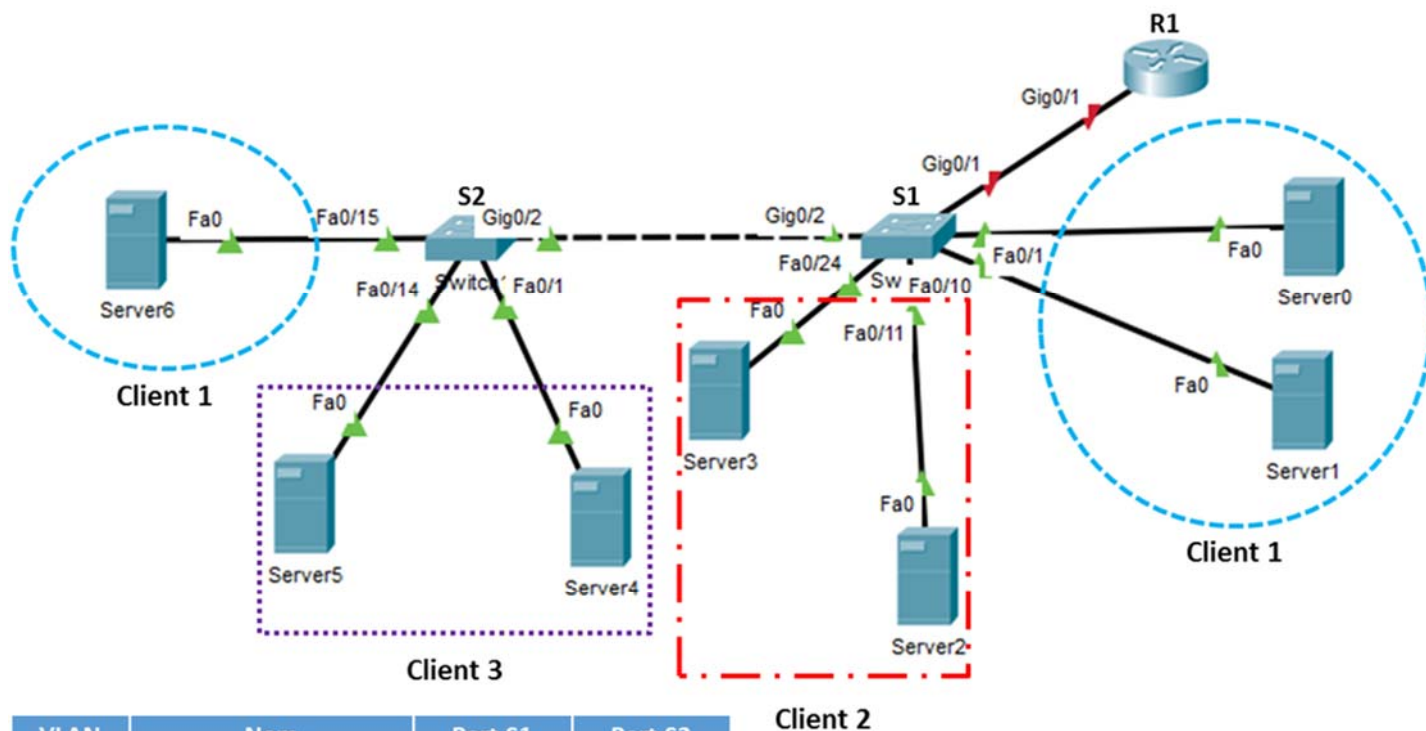 R1
Gig0/1
Gig0/1
S2
S1
Fa0
Fa0/15
Gig0/2
Gig0/2
Fa0/24
Fa0/1
Fa0
Server6
Fa0/14
Fa0/1
Sw
Fa0/10
Server0
Fa0
Fa0/11
Fa0
Client 1
Fa0
Fa0
Server3
Server1
Fa0
Client 1
Server5
Server4
Server2
Client 3
Client 2
VLAN